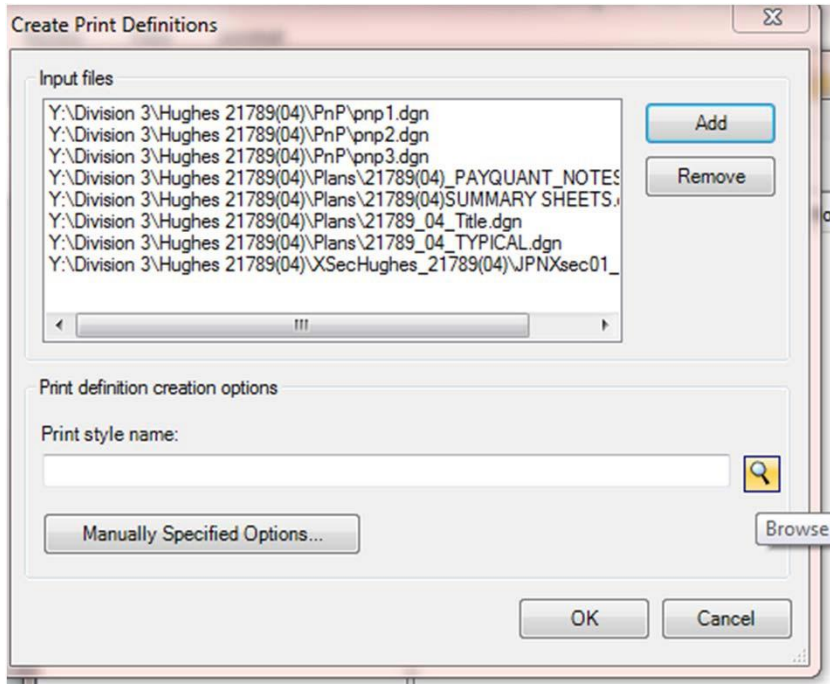 Create Print Definitions
Input files
Y:\Division 3\Hughes 21789(04)\PnP\pnp1.dgn
Y:\Division 3\Hughes 21789(04)\PnP\pnp2.dgn
Y:\Division 3\Hughes 21789(04)\PnP\pnp3.dgn
Y:\Division 3\Hughes 21789(04)\Plans\21789(04)_PAYQUANT_NOTES
Y:\Division 3\Hughes 21789(04)\Plans\21789(04)SUMMARY SHEETS.
Y:\Division 3\Hughes 21789(04)\Plans\21789_04_Title.dgn
Y:\Division 3\Hughes 21789(04)\Plans\21789_04_TYPICAL.dgn
Y:\Division 3\Hughes 21789(04)\XSecHughes_21789(04)\JPNXsec01_
Add
Remove
Print definition creation options
Print style name:
Manually Specified Options...
Browse
OK
Cancel